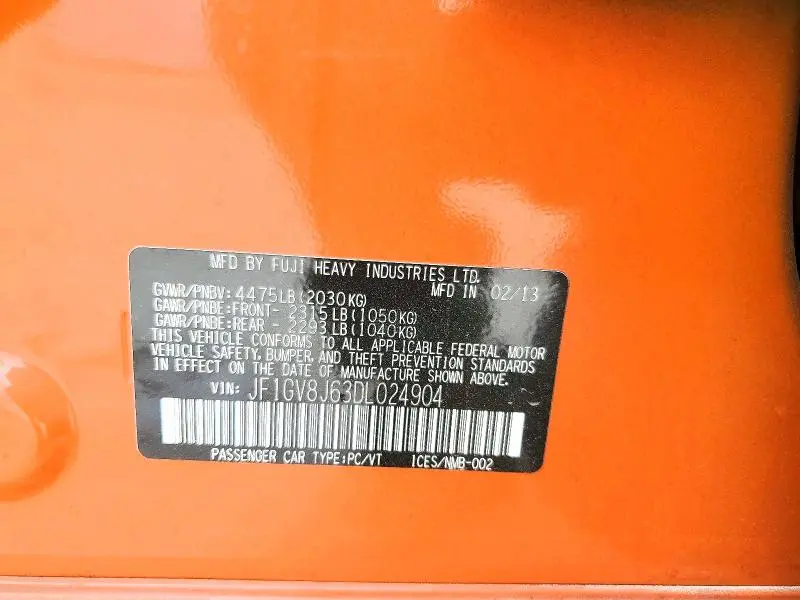 MFD BY FUJI HEAVY INDUSTRIES LTD.
GVWR/PNBV: 4475LB (2030KG) MFD IN 02/13
GAWR/PNBE: FRONT- 2315LB (1050KG)
GAWR/PNBE: REAR - 2293LB (1040KG)
THIS VEHICLE CONFORMS TO ALL APPLICABLE FEDERAL MOTOR
VEHICLE SAFETY, BUMPER, AND THEFT PREVENTION STANDARDS
IN EFFECT ON THE DATE OF MANUFACTURE SHOWN ABOVE.
VIN: JF1GV8J63DL024904
PASSENGER CAR TYPE:PC/VT ICES/NMB-002